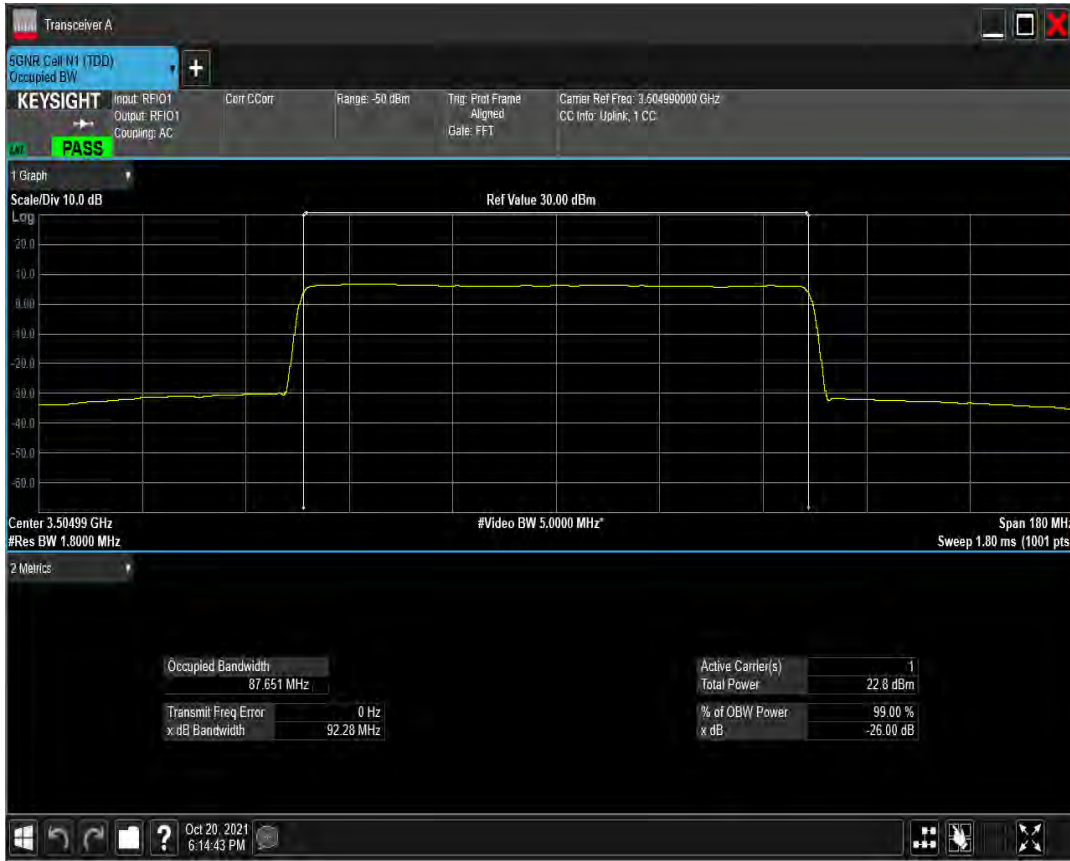 Transceiver A
5GNR Cell N1 (TDD)
Occupied BW
+
KEYSIGHT
Input: RFIO1
Output: RFIO1
Coupling: AC
PASS
Corr CCorr
Range: -50 dBm
Trig: Prot Frame
Aligned
Gate: FFT
Carrier Ref Freq: 3.504990000 GHz
CC Info: Uplink, 1 CC
1 Graph
Scale/Div 10.0 dB
Ref Value 30.00 dBm
Log
20.0
10.0
0.00
-10.0
-20.0
-30.0
-40.0
-50.0
-60.0
Center 3.50499 GHz
#Video BW 5.0000 MHz*
Span 180 MHz
#Res BW 1.8000 MHz
Sweep 1.80 ms (1001 pts
2 Metrics
Occupied Bandwidth
87.651 MHz
Transmit Freq Error 0 Hz
x dB Bandwidth 92.28 MHz
Active Carrier(s) 1
Total Power 22.8 dBm
% of OBW Power 99.00 %
x dB -26.00 dB
?
Oct 20, 2021
6:14:43 PM